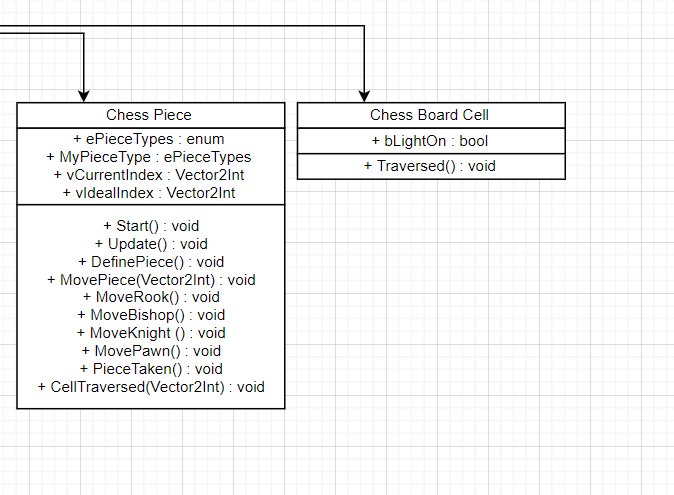 Chess Piece
+ ePieceTypes : enum
+ MyPieceType : ePieceTypes
+ vCurrentIndex : Vector2Int
+ vIdealIndex : Vector2Int
+ Start() : void
+ Update() : void
+ DefinePiece() : void
+ MovePiece(Vector2Int) : void
+ MoveRook() : void
+ MoveBishop() : void
+ MoveKnight () : void
+ MovePawn() : void
+ PieceTaken() : void
+ CellTraversed(Vector2Int) : void
Chess Board Cell
+ bLightOn : bool
+ Traversed() : void